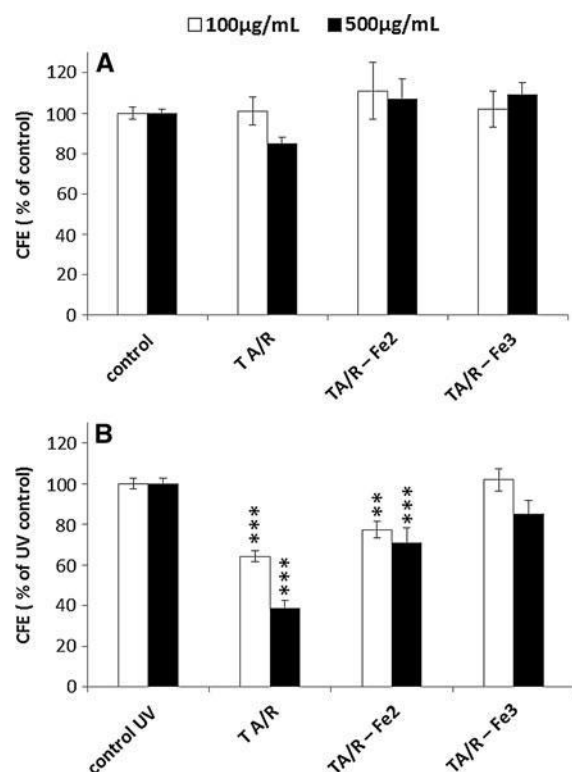 100µg/mL 500µg/mL
A
CFE ( % of control)
120
100
80
60
40
20
0
control
T A/R
TA/R – Fe2
TA/R – Fe3
B
CFE ( % of UV control)
120
100
80
60
40
20
0
***
***
**
***
control UV
T A/R
TA/R – Fe2
TA/R – Fe3